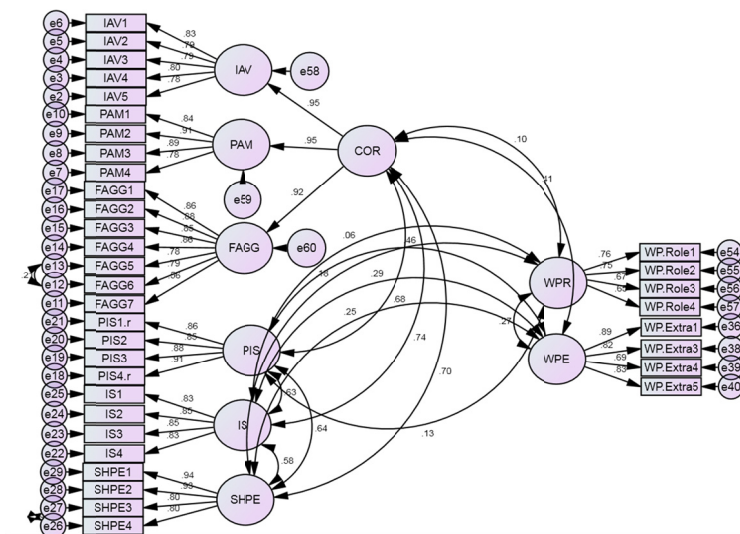 e6 IAV1
e5 IAV2
e4 IAV3
e3 IAV4
e2 IAV5
.83
.79
.79
.80
.78
IAV
e58
e10 PAM1
e9 PAM2
e8 PAM3
e7 PAM4
.84
.91
.89
.78
PAM
e59
.95
.95
.92
COR
e17 FAGG1
e16 FAGG2
e15 FAGG3
e14 FAGG4
e13 FAGG5
e12 FAGG6
e11 FAGG7
.86
.88
.85
.86
.78
.79
.86
FAGG
e60
e21 PIS1.r
e20 PIS2
e19 PIS3
e18 PIS4.r
.86
.85
.88
.91
PIS
e25 IS1
e24 IS2
e23 IS3
e22 IS4
.83
.85
.85
.83
IS
e29 SHPE1
e28 SHPE2
e27 SHPE3
e26 SHPE4
.94
.93
.80
.80
SHPE
.10
.06
.46
.18
.29
.25
.68
.74
.70
.63
.64
.58
.13
.27
WPR
WPE
.76
.75
.67
WP.Role1 e54
WP.Role2 e55
WP.Role3 e56
WP.Role4 e57
.89
.82
.69
.83
WP.Extra1 e36
WP.Extra3 e38
WP.Extra4 e39
WP.Extra5 e40